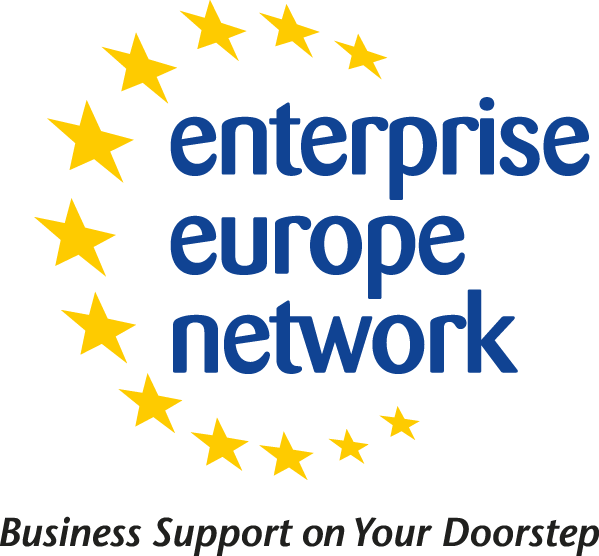 enterprise
europe
network
Business Support on Your Doorstep